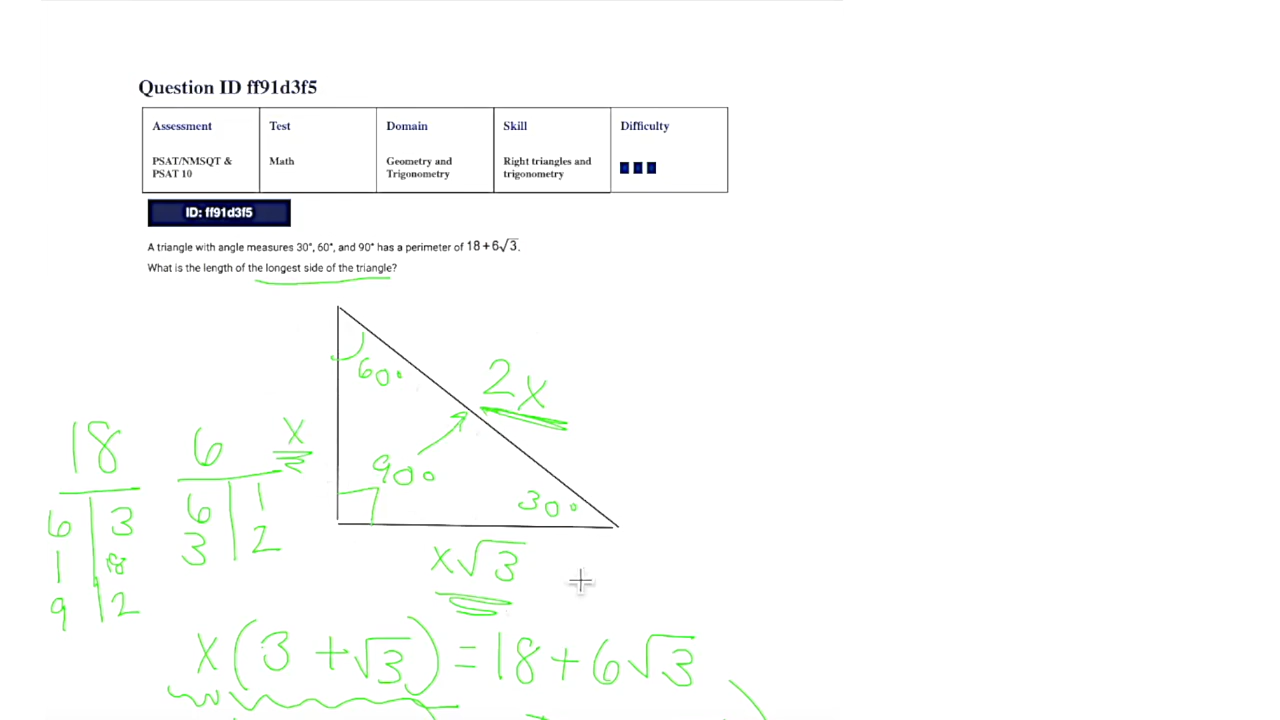 Question ID ff91d3f5
Assessment Test Domain Skill Difficulty
PSAT/NMSQT & Math Geometry and Right triangles and
PSAT 10 Trigonometry trigonometry
ID: ff91d3f5
A triangle with angle measures 30°, 60°, and 90° has a perimeter of 18+6√3.
What is the length of the longest side of the triangle?
60°
2x
18 6 x
90°
6 3 6 1
30°
1 18 3 2
x√3
9 2
x(3+√3)=18+6√3